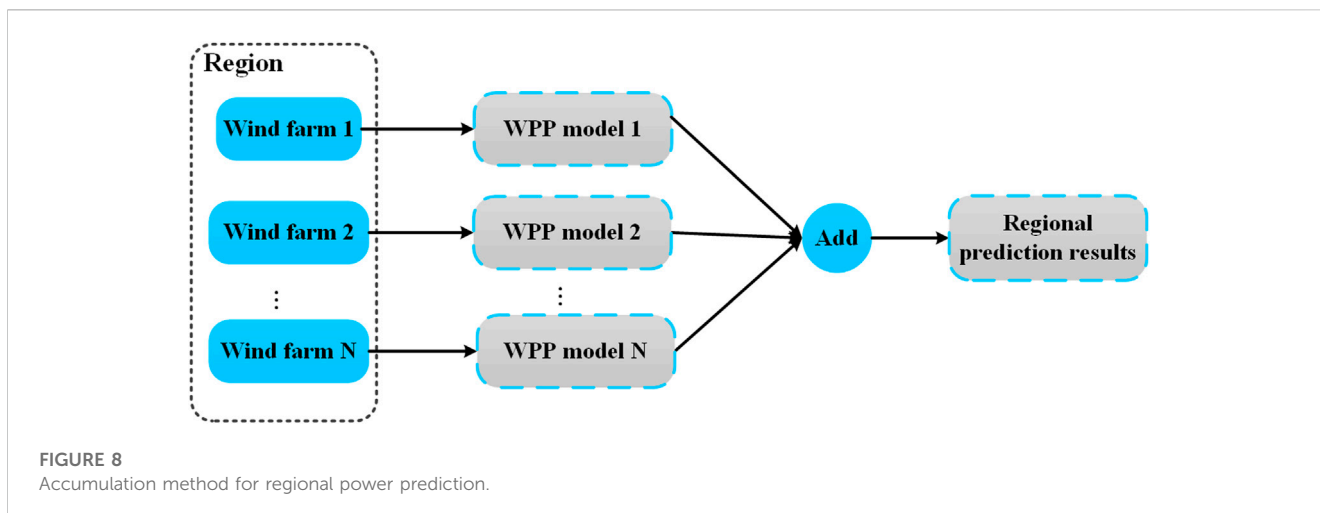 Region
Wind farm 1
WPP model 1
Wind farm 2
WPP model 2
Add
Regional
prediction results
⋮
⋮
Wind farm N
WPP model N
FIGURE 8
Accumulation method for regional power prediction.